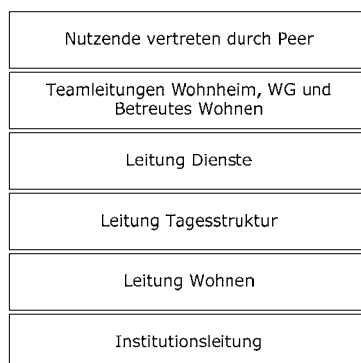 Nutzende vertreten durch Peer
Teamleitungen Wohnheim, WG und
Betreutes Wohnen
Leitung Dienste
Leitung Tagesstruktur
Leitung Wohnen
Institutionsleitung